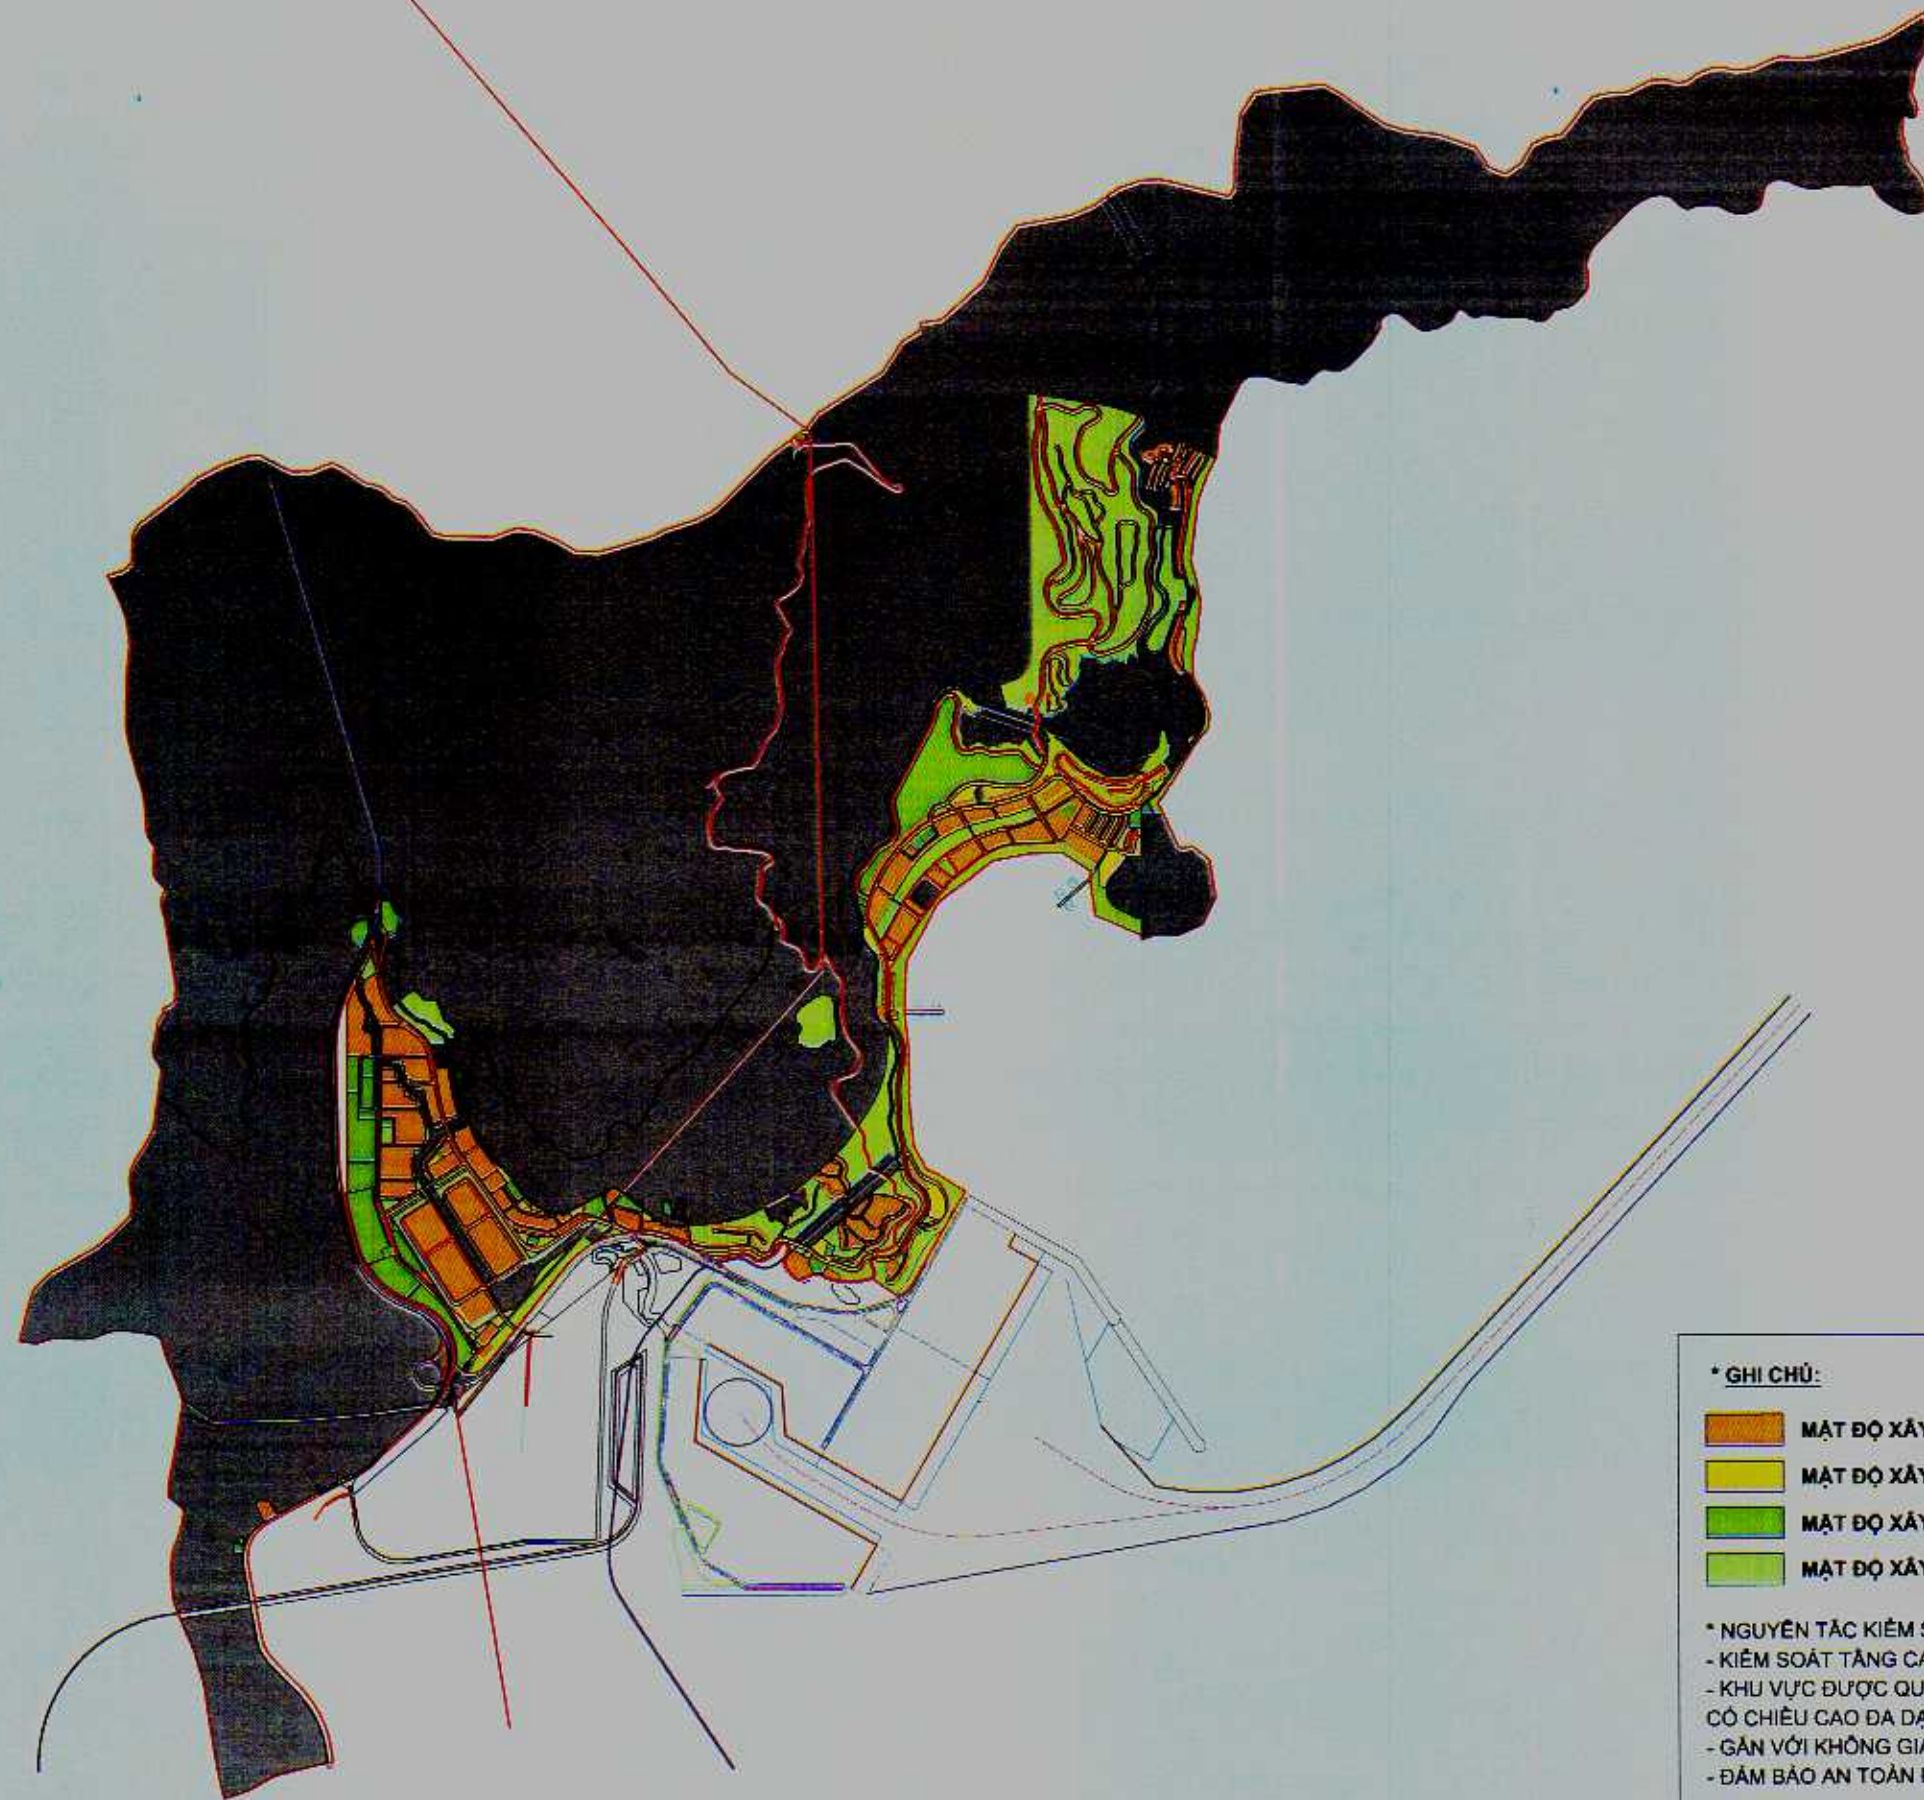 * GHI CHÚ:
MẬT ĐỘ XÂY
MẬT ĐỘ XÂY
MẬT ĐỘ XÂY
MẬT ĐỘ XÂY
* NGUYÊN TẮC KIỂM
- KIỂM SOÁT TẦNG
- KHU VỰC ĐƯỢC
CÓ CHIỀU CAO ĐA
- GẮN VỚI KHÔNG
- ĐẢM BẢO AN TOÀN